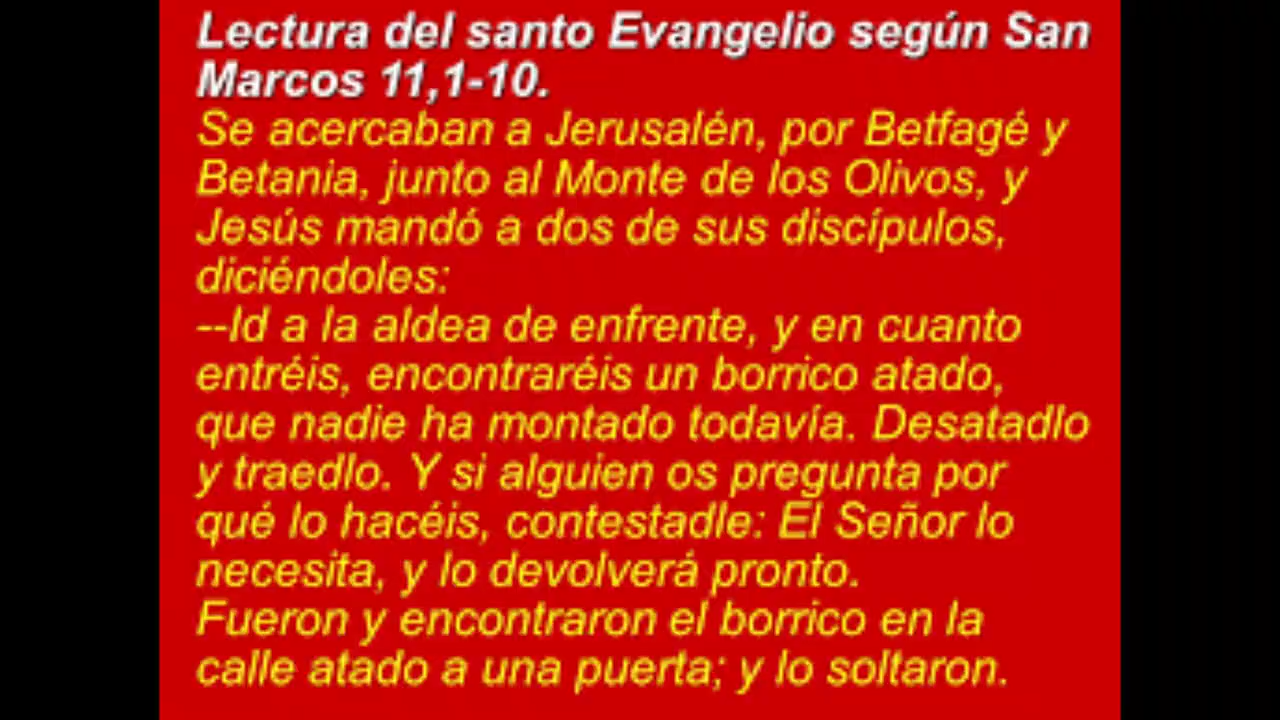 Lectura del santo Evangelio según San
Marcos 11,1-10.
Se acercaban a Jerusalén, por Betfagé y
Betania, junto al Monte de los Olivos, y
Jesús mandó a dos de sus discípulos,
diciéndoles:
--Id a la aldea de enfrente, y en cuanto
entréis, encontraréis un borrico atado,
que nadie ha montado todavía. Desatadlo
y traedlo. Y si alguien os pregunta por
qué lo hacéis, contestadle: El Señor lo
necesita, y lo devolverá pronto.
Fueron y encontraron el borrico en la
calle atado a una puerta; y lo soltaron.